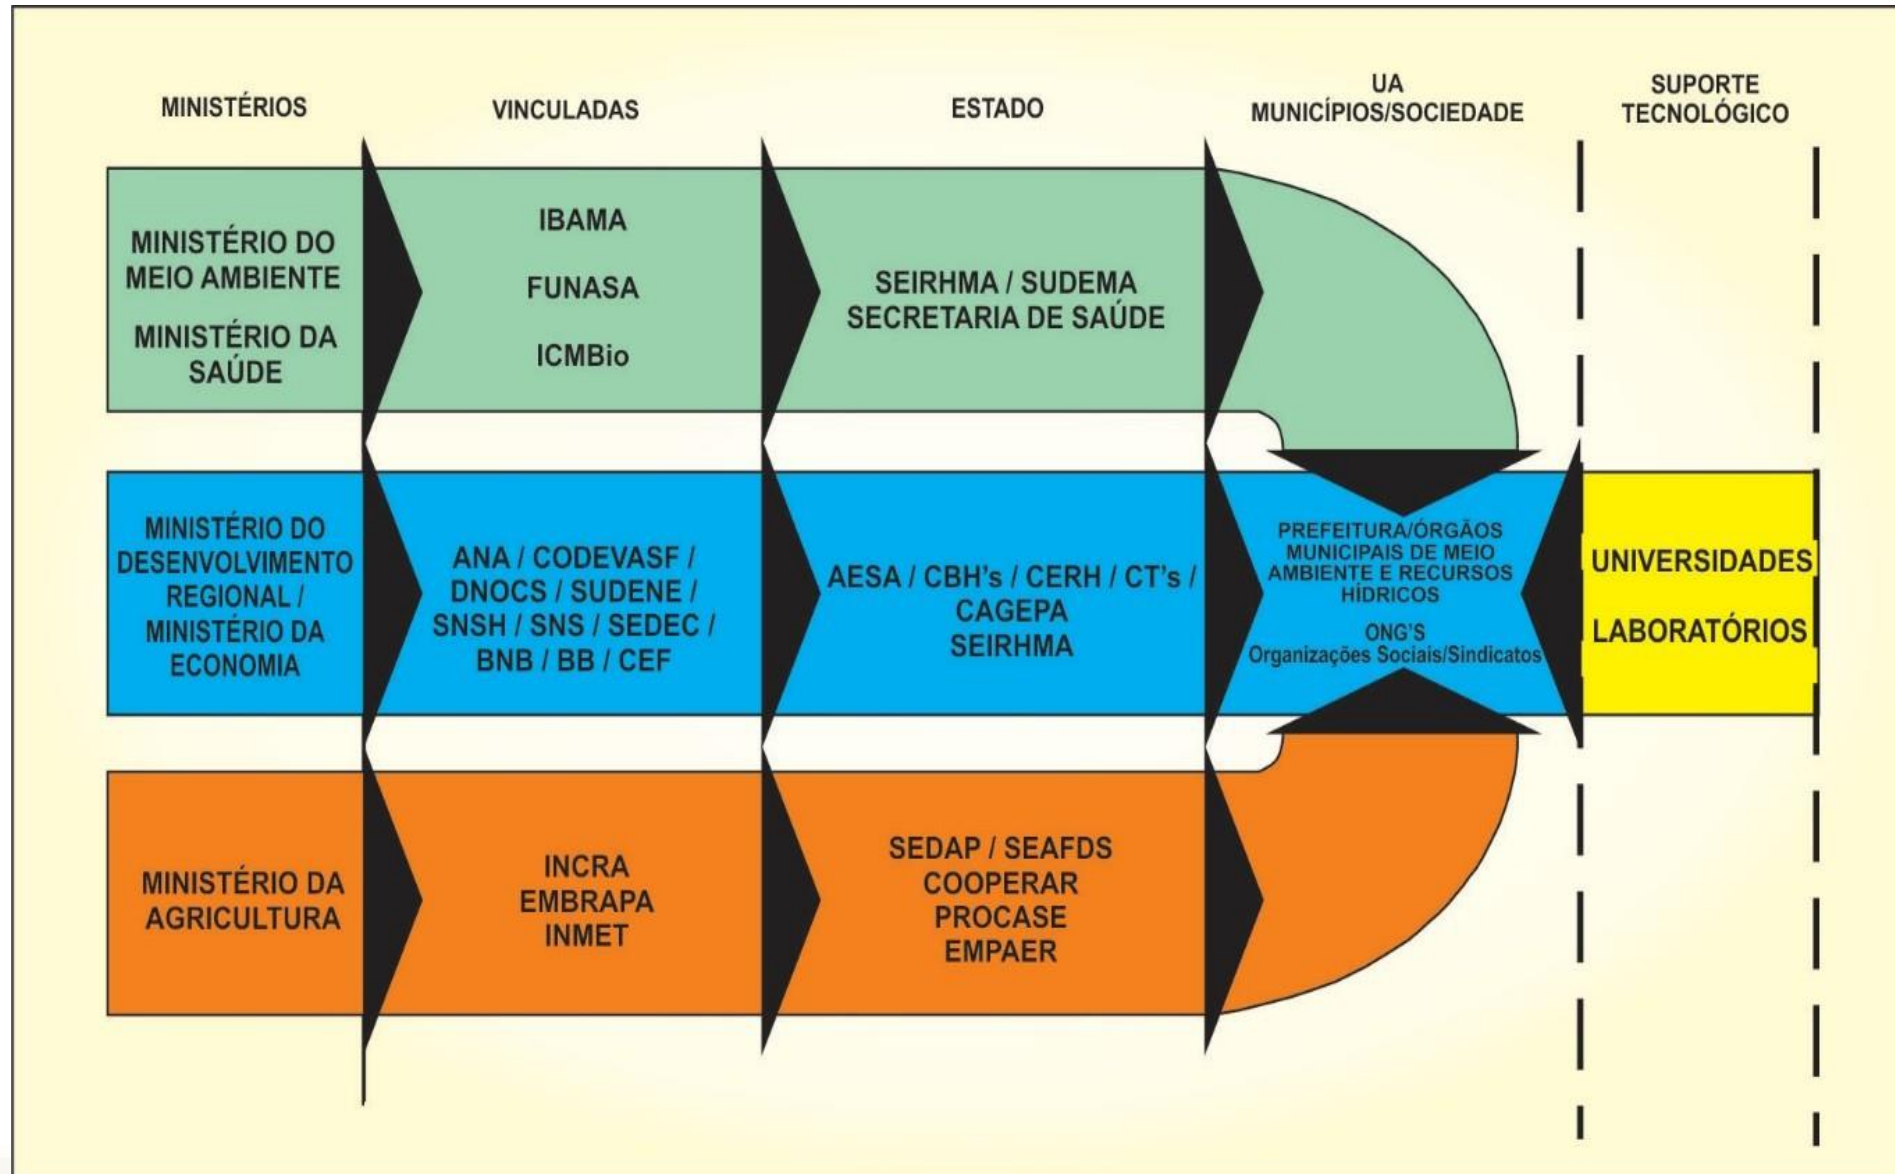 MINISTÉRIOS
VINCULADAS
ESTADO
UA
MUNICÍPIOS/SOCIEDADE
SUPORTE
TECNOLÓGICO
MINISTÉRIO DO
MEIO AMBIENTE
MINISTÉRIO DA
SAÚDE
IBAMA
FUNASA
ICMBio
SEIRHMA / SUDEMA
SECRETARIA DE SAÚDE
MINISTÉRIO DO
DESENVOLVIMENTO
REGIONAL /
MINISTÉRIO DA
ECONOMIA
ANA / CODEVASF /
DNOCS / SUDENE /
SNSH / SNS / SEDEC /
BNB / BB / CEF
AESA / CBH's / CERH / CT's /
CAGEPA
SEIRHMA
PREFEITURA/ÓRGÃOS
MUNICIPAIS DE MEIO
AMBIENTE E RECURSOS
HÍDRICOS
ONG'S
Organizações Sociais/Sindicatos
UNIVERSIDADES
LABORATÓRIOS
MINISTÉRIO DA
AGRICULTURA
INCRA
EMBRAPA
INMET
SEDAP / SEAFDS
COOPERAR
PROCASE
EMPAER